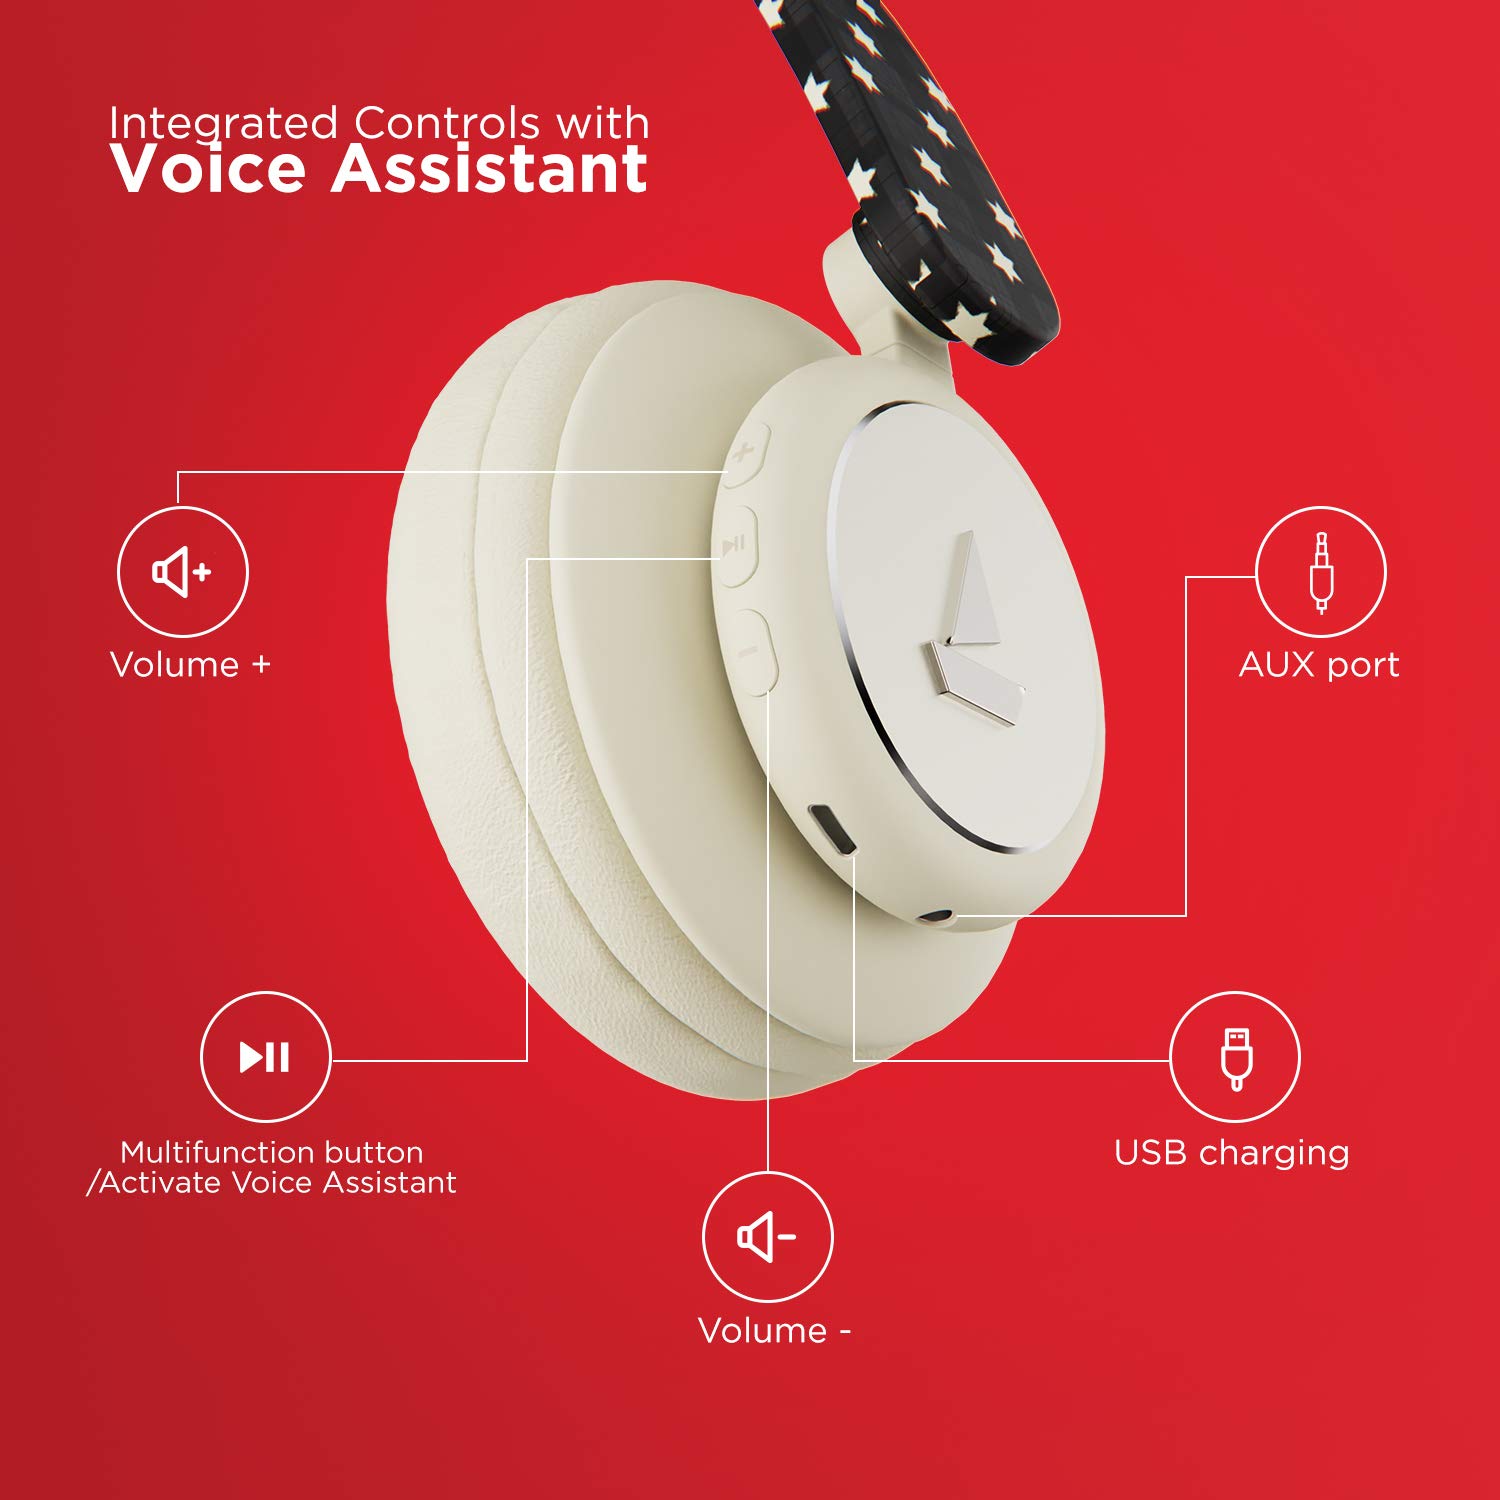 Integrated Controls with
Voice Assistant
Volume +
AUX port
Multifunction button
/Activate Voice Assistant
USB charging
Volume -